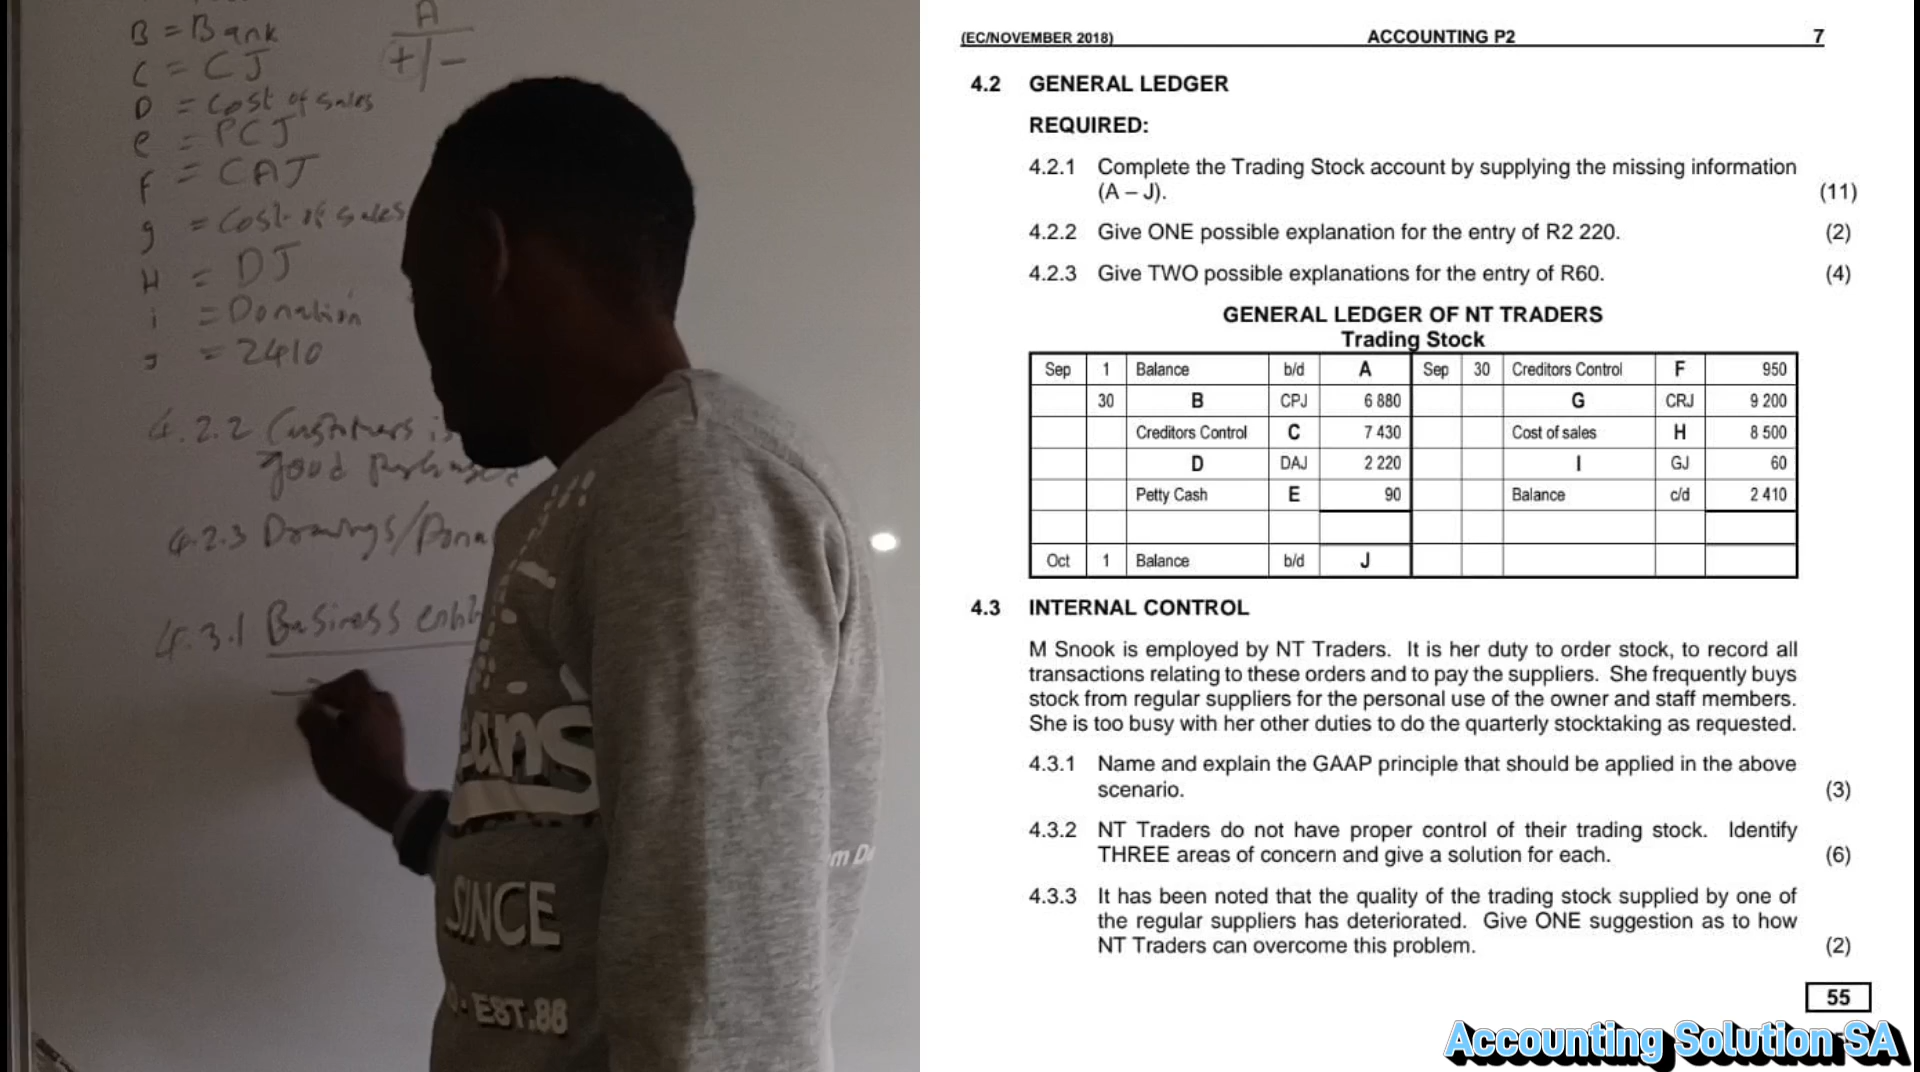 B = Bank
A
+/-
C = CJ
D = Cost of sales
e = PCJ
F = CAJ
g = Cost of sales
H = DJ
i = Donation
J = 2410
4.2.2 Customers
good
4.2.3 Drawings/
4.3.1 Business
SINCE
EST.88
(EC/NOVEMBER 2018) ACCOUNTING P2 7
4.2 GENERAL LEDGER
REQUIRED:
4.2.1 Complete the Trading Stock account by supplying the missing information
(A – J). (11)
4.2.2 Give ONE possible explanation for the entry of R2 220. (2)
4.2.3 Give TWO possible explanations for the entry of R60. (4)
GENERAL LEDGER OF NT TRADERS
Trading Stock
Sep 1 Balance b/d A Sep 30 Creditors Control F 950
30 B CPJ 6 880 G CRJ 9 200
Creditors Control C 7 430 Cost of sales H 8 500
D DAJ 2 220 I GJ 60
Petty Cash E 90 Balance c/d 2 410
Oct 1 Balance b/d J
4.3 INTERNAL CONTROL
M Snook is employed by NT Traders. It is her duty to order stock, to record all
transactions relating to these orders and to pay the suppliers. She frequently buys
stock from regular suppliers for the personal use of the owner and staff members.
She is too busy with her other duties to do the quarterly stocktaking as requested.
4.3.1 Name and explain the GAAP principle that should be applied in the above
scenario. (3)
4.3.2 NT Traders do not have proper control of their trading stock. Identify
THREE areas of concern and give a solution for each. (6)
4.3.3 It has been noted that the quality of the trading stock supplied by one of
the regular suppliers has deteriorated. Give ONE suggestion as to how
NT Traders can overcome this problem. (2)
55
Accounting Solution SA